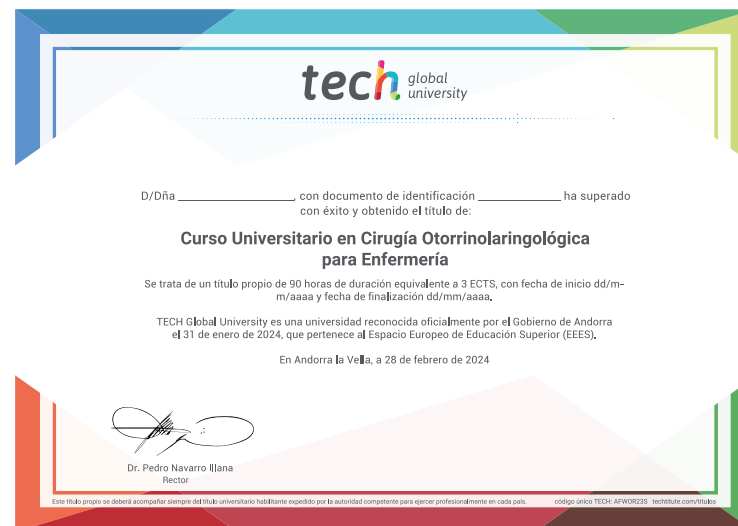 tech global university
D/Dña ______________, con documento de identificación ______________ ha superado
con éxito y obtenido el título de:
Curso Universitario en Cirugía Otorrinolaringológica
para Enfermería
Se trata de un título propio de 90 horas de duración equivalente a 3 ECTS, con fecha de inicio dd/m-
m/aaaa y fecha de finalización dd/mm/aaaa.
TECH Global University es una universidad reconocida oficialmente por el Gobierno de Andorra
el 31 de enero de 2024, que pertenece al Espacio Europeo de Educación Superior (EEES).
En Andorra la Vella, a 28 de febrero de 2024
Dr. Pedro Navarro Illana
Rector
Este título propio se deberá acompañar siempre del título universitario habilitante expedido por la autoridad competente para ejercer profesionalmente en cada país. código único TECH: AFWOR23S techtitute.com/titulos